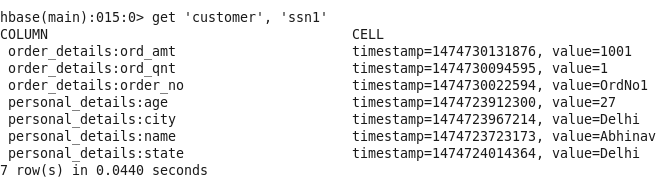 hbase(main):015:0> get 'customer', 'ssn1'
COLUMN CELL
order_details:ord_amt timestamp=1474730131876, value=1001
order_details:ord_qnt timestamp=1474730094595, value=1
order_details:order_no timestamp=1474730022594, value=OrdNo1
personal_details:age timestamp=1474723912300, value=27
personal_details:city timestamp=1474723967214, value=Delhi
personal_details:name timestamp=1474723723173, value=Abhinav
personal_details:state timestamp=1474724014364, value=Delhi
7 row(s) in 0.0440 seconds